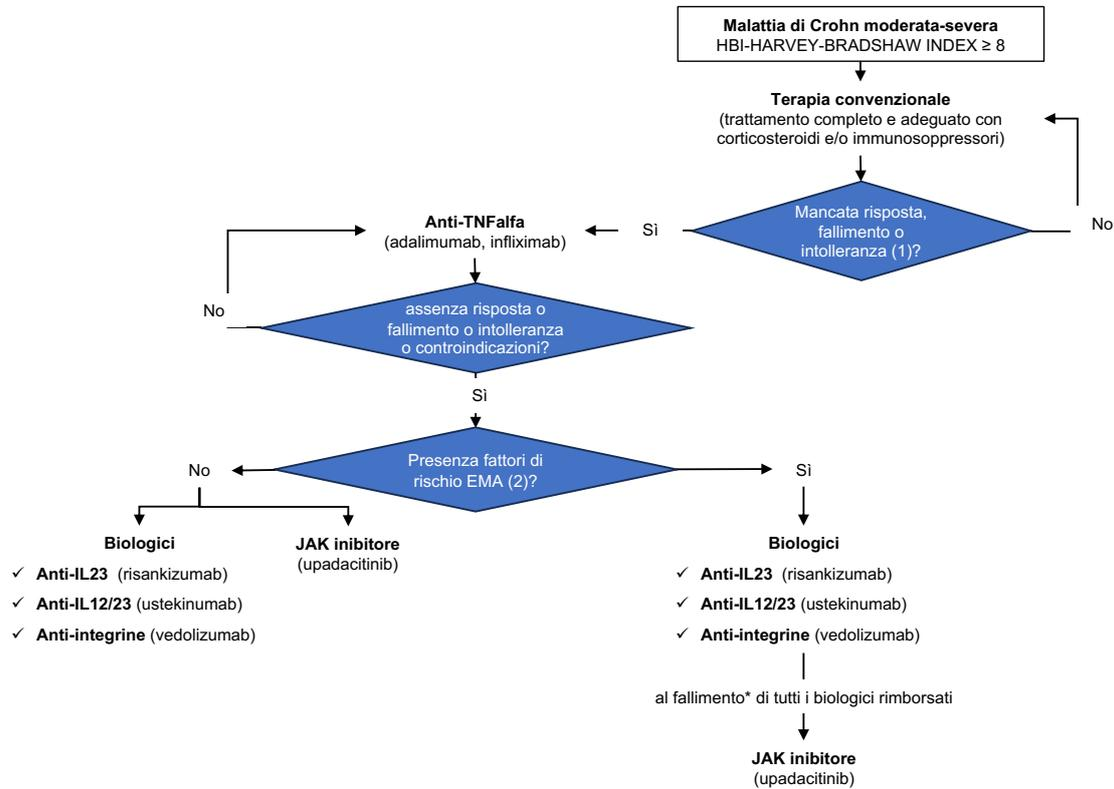 Malattia di Crohn moderata-severa
HBI-HARVEY-BRADSHAW INDEX ≥ 8
Terapia convenzionale
(trattamento completo e adeguato con
corticosteroidi e/o immunosoppressori)
Mancata risposta,
fallimento o
intolleranza (1)?
No
Sì
Anti-TNFalfa
(adalimumab, infliximab)
assenza risposta o
fallimento o intolleranza
o controindicazioni?
No
Sì
Presenza fattori di
rischio EMA (2)?
No
Biologici
✓ Anti-IL23 (risankizumab)
✓ Anti-IL12/23 (ustekinumab)
✓ Anti-integrine (vedolizumab)
JAK inibitore
(upadacitinib)
Sì
Biologici
✓ Anti-IL23 (risankizumab)
✓ Anti-IL12/23 (ustekinumab)
✓ Anti-integrine (vedolizumab)
al fallimento* di tutti i biologici rimborsati
JAK inibitore
(upadacitinib)